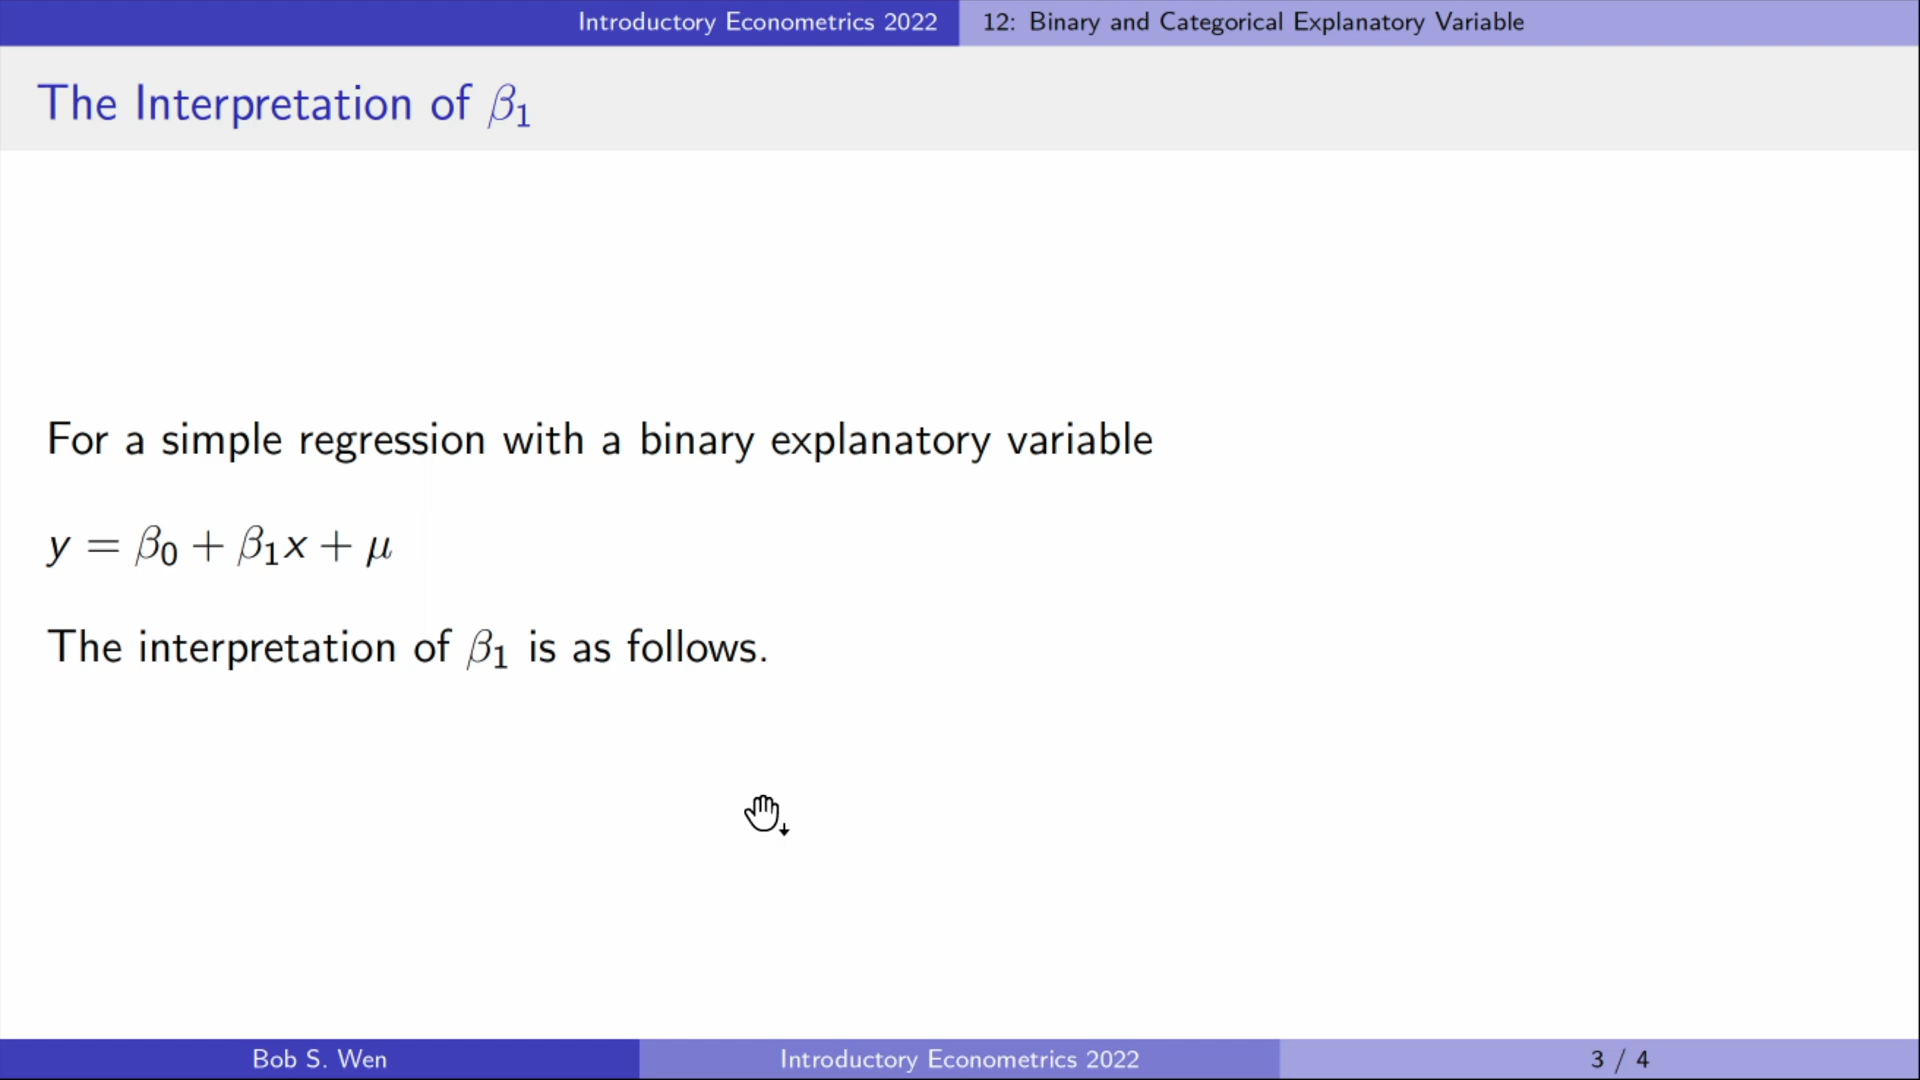 Introductory Econometrics 2022
12: Binary and Categorical Explanatory Variable
The Interpretation of β₁
For a simple regression with a binary explanatory variable
y = β₀ + β₁x + μ
The interpretation of β₁ is as follows.
Bob S. Wen
Introductory Econometrics 2022
3 / 4